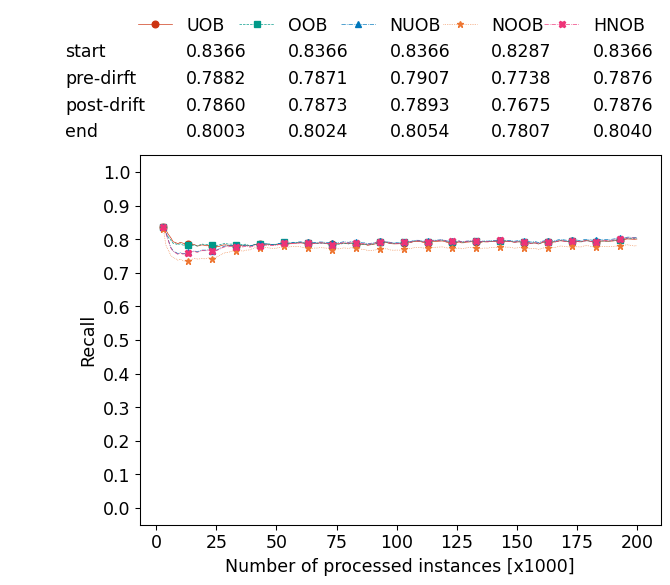 UOB OOB NUOB NOOB HNOB
start 0.8366 0.8366 0.8366 0.8287 0.8366
pre-dirft 0.7882 0.7871 0.7907 0.7738 0.7876
post-drift 0.7860 0.7873 0.7893 0.7675 0.7876
end 0.8003 0.8024 0.8054 0.7807 0.8040
1.0
0.9
0.8
0.7
0.6
0.5
0.4
0.3
0.2
0.1
0.0
Recall
0 25 50 75 100 125 150 175 200
Number of processed instances [x1000]